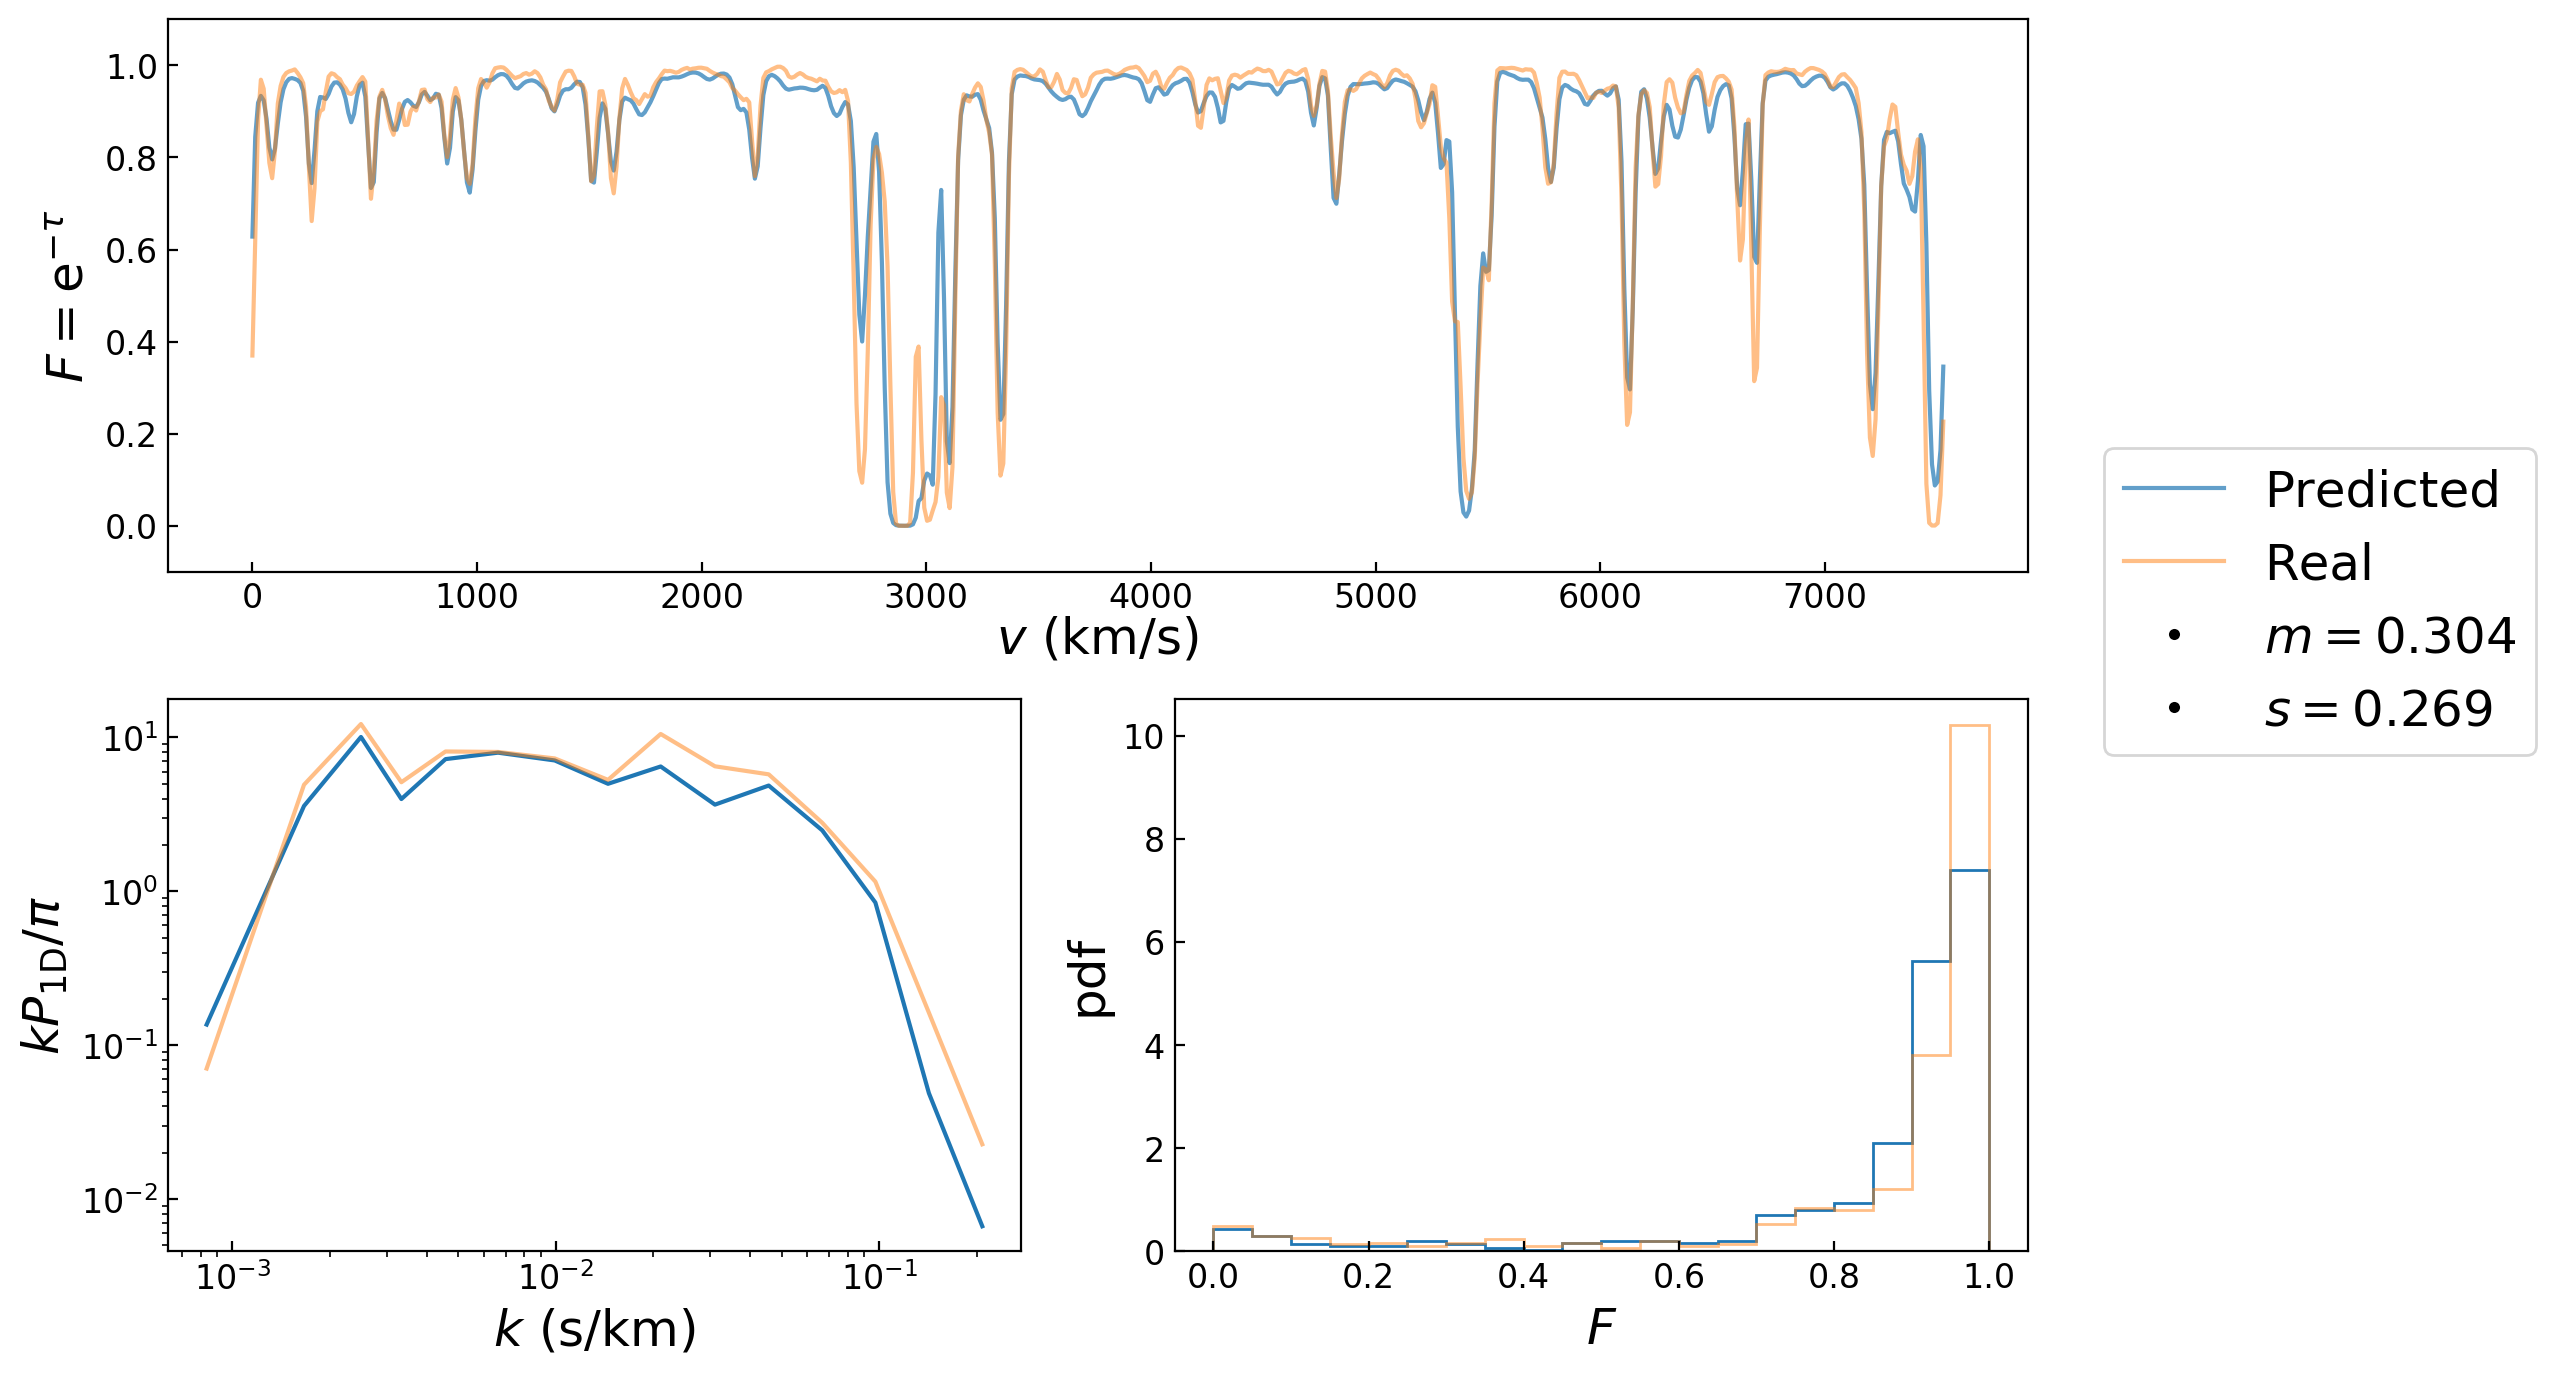 1.0
0.8
0.6
0.4
0.2
0.0
F = e^{−τ}
0 1000 2000 3000 4000 5000 6000 7000
v (km/s)
Predicted
Real
m = 0.304
s = 0.269
10^1
10^0
10^{−1}
10^{−2}
kP_{1D}/π
10^{−3} 10^{−2} 10^{−1}
k (s/km)
10
8
6
4
2
0
pdf
0.0 0.2 0.4 0.6 0.8 1.0
F